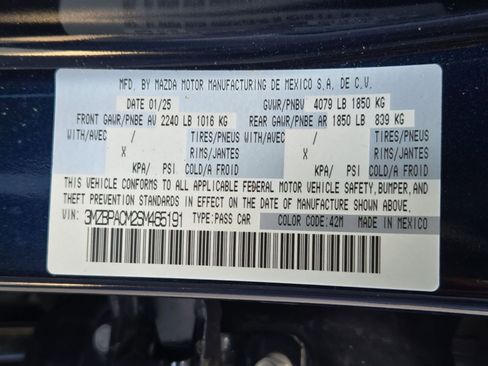 MFD. BY MAZDA MOTOR MANUFACTURING DE MEXICO S.A. DE C.V.
DATE 01/25 GVWR/PNBV 4079 LB 1850 KG
FRONT GAWR/PNBE AV 2240 LB 1016 KG REAR GAWR/PNBE AR 1850 LB 839 KG
WITH/AVEC / TIRES/PNEUS WITH/AVEC / TIRES/PNEUS
X RIMS/JANTES X RIMS/JANTES
KPA/ PSI COLD/A FROID KPA/ PSI COLD/A FROID
THIS VEHICLE CONFORMS TO ALL APPLICABLE FEDERAL MOTOR VEHICLE SAFETY, BUMPER, AND
THEFT PREVENTION STANDARDS IN EFFECT ON THE DATE OF MANUFACTURE SHOWN ABOVE.
VIN: 3MZBPACM2SM465191 TYPE: PASS CAR COLOR CODE: 42M MADE IN MEXICO